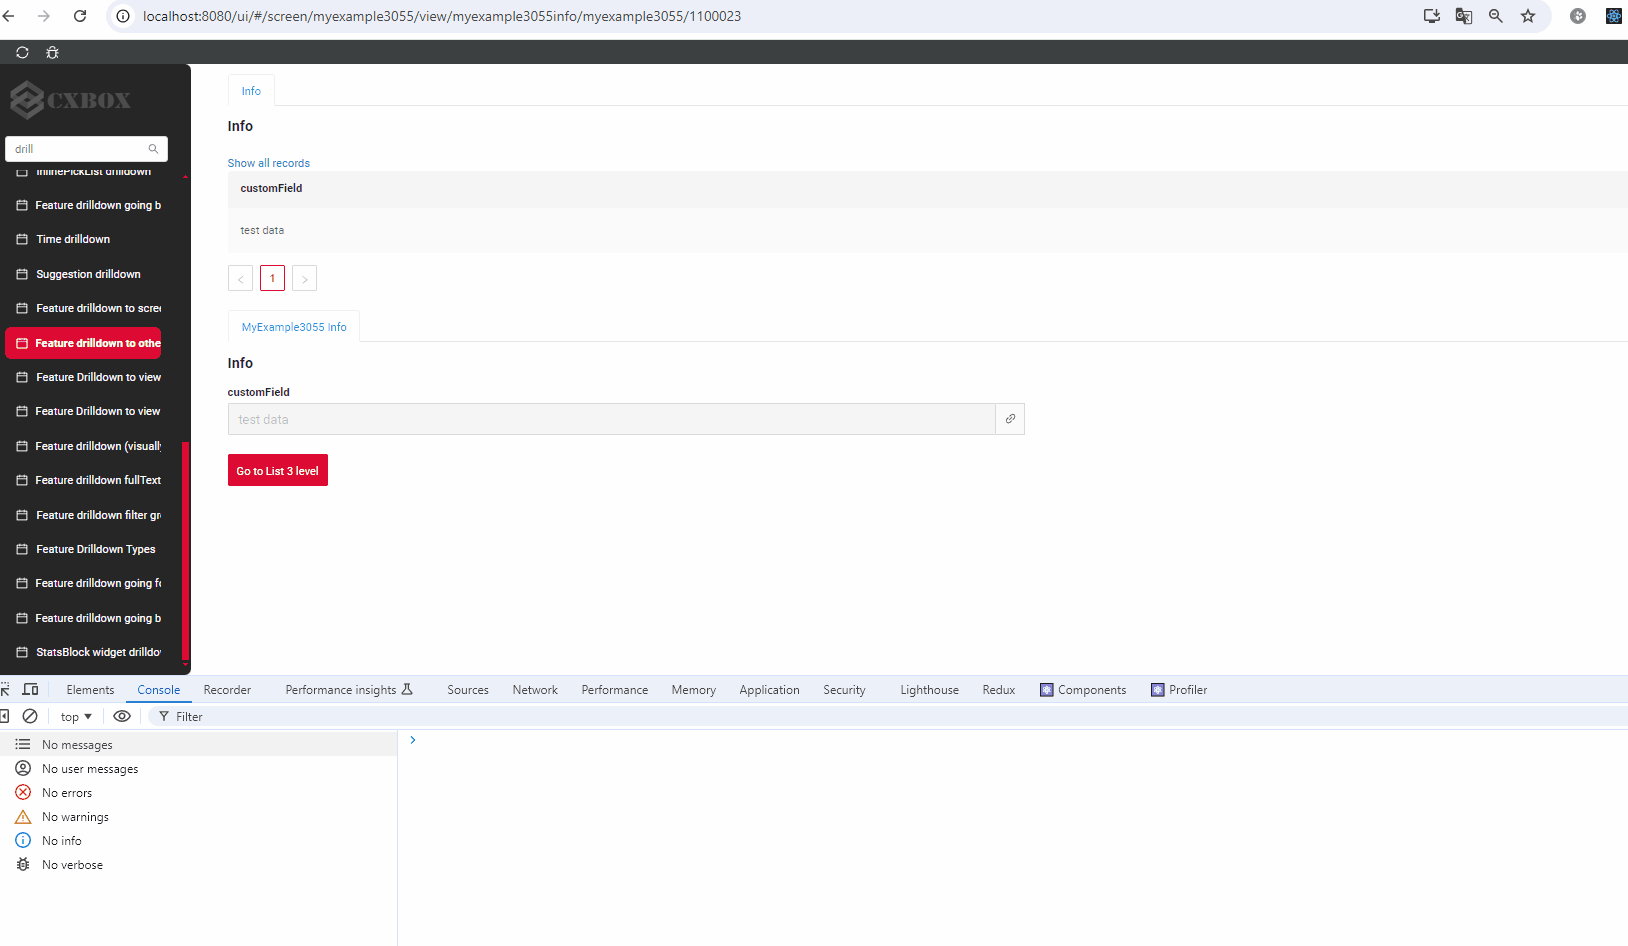 localhost:8080/ui/#/screen/myexample3055/view/myexample3055info/myexample3055/1100023
CXBOX
drill
InlinePickList drilldown
Feature drilldown going b
Time drilldown
Suggestion drilldown
Feature drilldown to scre
Feature drilldown to othe
Feature Drilldown to view
Feature Drilldown to view
Feature drilldown (visuall
Feature drilldown fullText
Feature drilldown filter gr
Feature Drilldown Types
Feature drilldown going fo
Feature drilldown going b
StatsBlock widget drilldo
Info
Info
Show all records
customField
test data
< 1 >
MyExample3055 Info
Info
customField
test data
Go to List 3 level
Elements Console Recorder Performance insights Sources Network Performance Memory Application Security Lighthouse Redux Components Profiler
top Filter
No messages
No user messages
No errors
No warnings
No info
No verbose